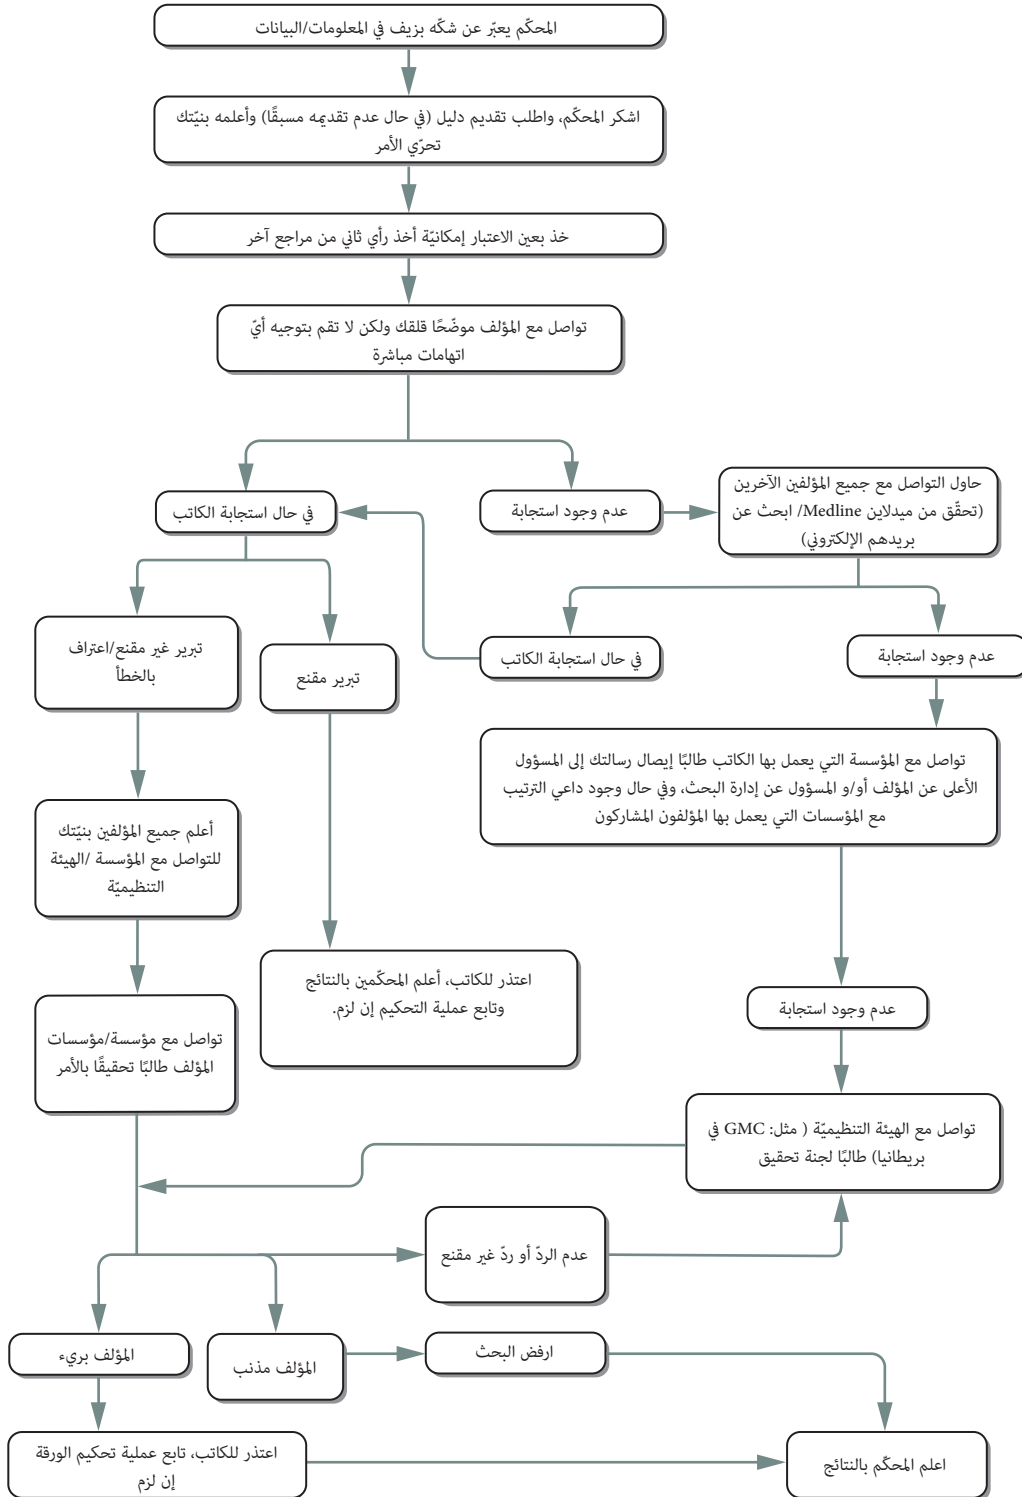 المحكّم يعبّر عن شكّه بزيف في المعلومات/البيانات
اشكر المحكّم، واطلب تقديم دليل (في حال عدم تقديمه مسبقًا) وأعلمه بنيّتك
تحرّي الأمر
خذ بعين الاعتبار إمكانيّة أخذ رأي ثاني من مراجع آخر
تواصل مع المؤلف موضّحًا قلقك ولكن لا تقم بتوجيه أيّ
اتهامات مباشرة
حاول التواصل مع جميع المؤلفين الآخرين
(تحقّق من ميدلاين Medline/ ابحث عن
بريدهم الإلكتروني)
عدم وجود استجابة
في حال استجابة الكاتب
عدم وجود استجابة
في حال استجابة الكاتب
تبرير مقنع
تبرير غير مقنع/اعتراف
بالخطأ
تواصل مع المؤسسة التي يعمل بها الكاتب طالبًا إيصال رسالتك إلى المسؤول
الأعلى عن المؤلف أو/و المسؤول عن إدارة البحث، وفي حال وجود داعي الترتيب
مع المؤسسات التي يعمل بها المؤلفون المشاركون
أعلم جميع المؤلفين بنيّتك
للتواصل مع المؤسسة /الهيئة
التنظيميّة
اعتذر للكاتب، أعلم المحكّمين بالنتائج
وتابع عملية التحكيم إن لزم.
عدم وجود استجابة
تواصل مع مؤسسة/مؤسسات
المؤلف طالبًا تحقيقًا بالأمر
تواصل مع الهيئة التنظيميّة ( مثل: GMC في
بريطانيا) طالبًا لجنة تحقيق
عدم الردّ أو ردّ غير مقنع
ارفض البحث
المؤلف مذنب
المؤلف بريء
اعلم المحكّم بالنتائج
اعتذر للكاتب، تابع عملية تحكيم الورقة
إن لزم